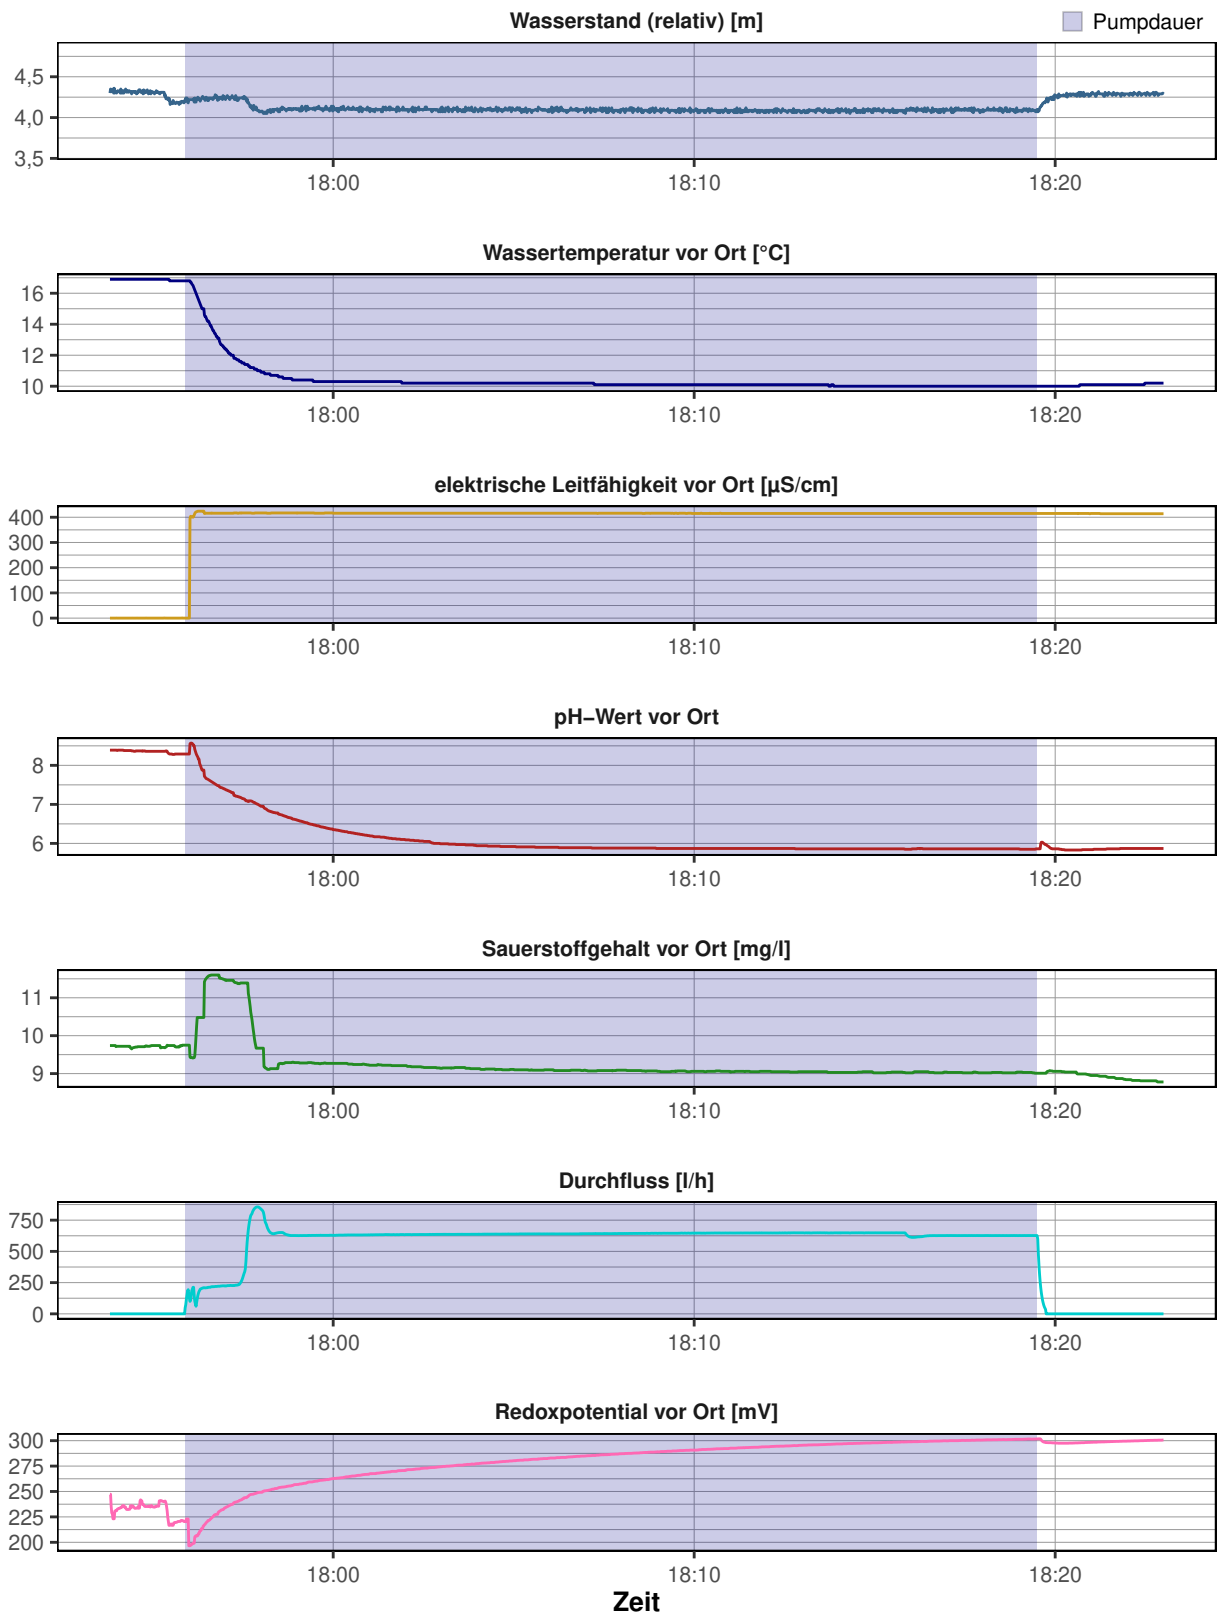 Wasserstand (relativ) [m]
Pumpdauer
4,5
4,0
3,5
18:00 18:10 18:20
Wassertemperatur vor Ort [°C]
16
14
12
10
18:00 18:10 18:20
elektrische Leitfähigkeit vor Ort [µS/cm]
400
300
200
100
0
18:00 18:10 18:20
pH−Wert vor Ort
8
7
6
18:00 18:10 18:20
Sauerstoffgehalt vor Ort [mg/l]
11
10
9
18:00 18:10 18:20
Durchfluss [l/h]
750
500
250
0
18:00 18:10 18:20
Redoxpotential vor Ort [mV]
300
275
250
225
200
18:00 18:10 18:20
Zeit